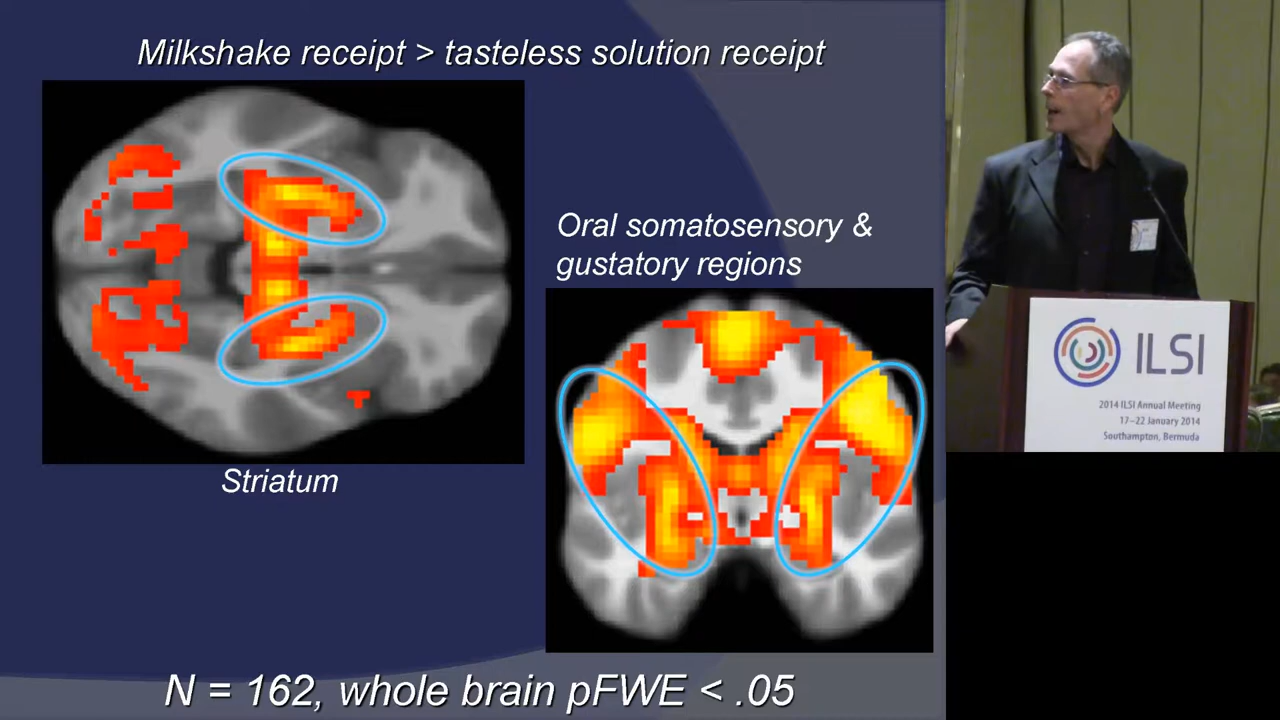 Milkshake receipt > tasteless solution receipt
Oral somatosensory &
gustatory regions
Striatum
N = 162, whole brain pFWE < .05
ILSI
2014 ILSI Annual Meeting
17–22 January 2014
Southampton, Bermuda